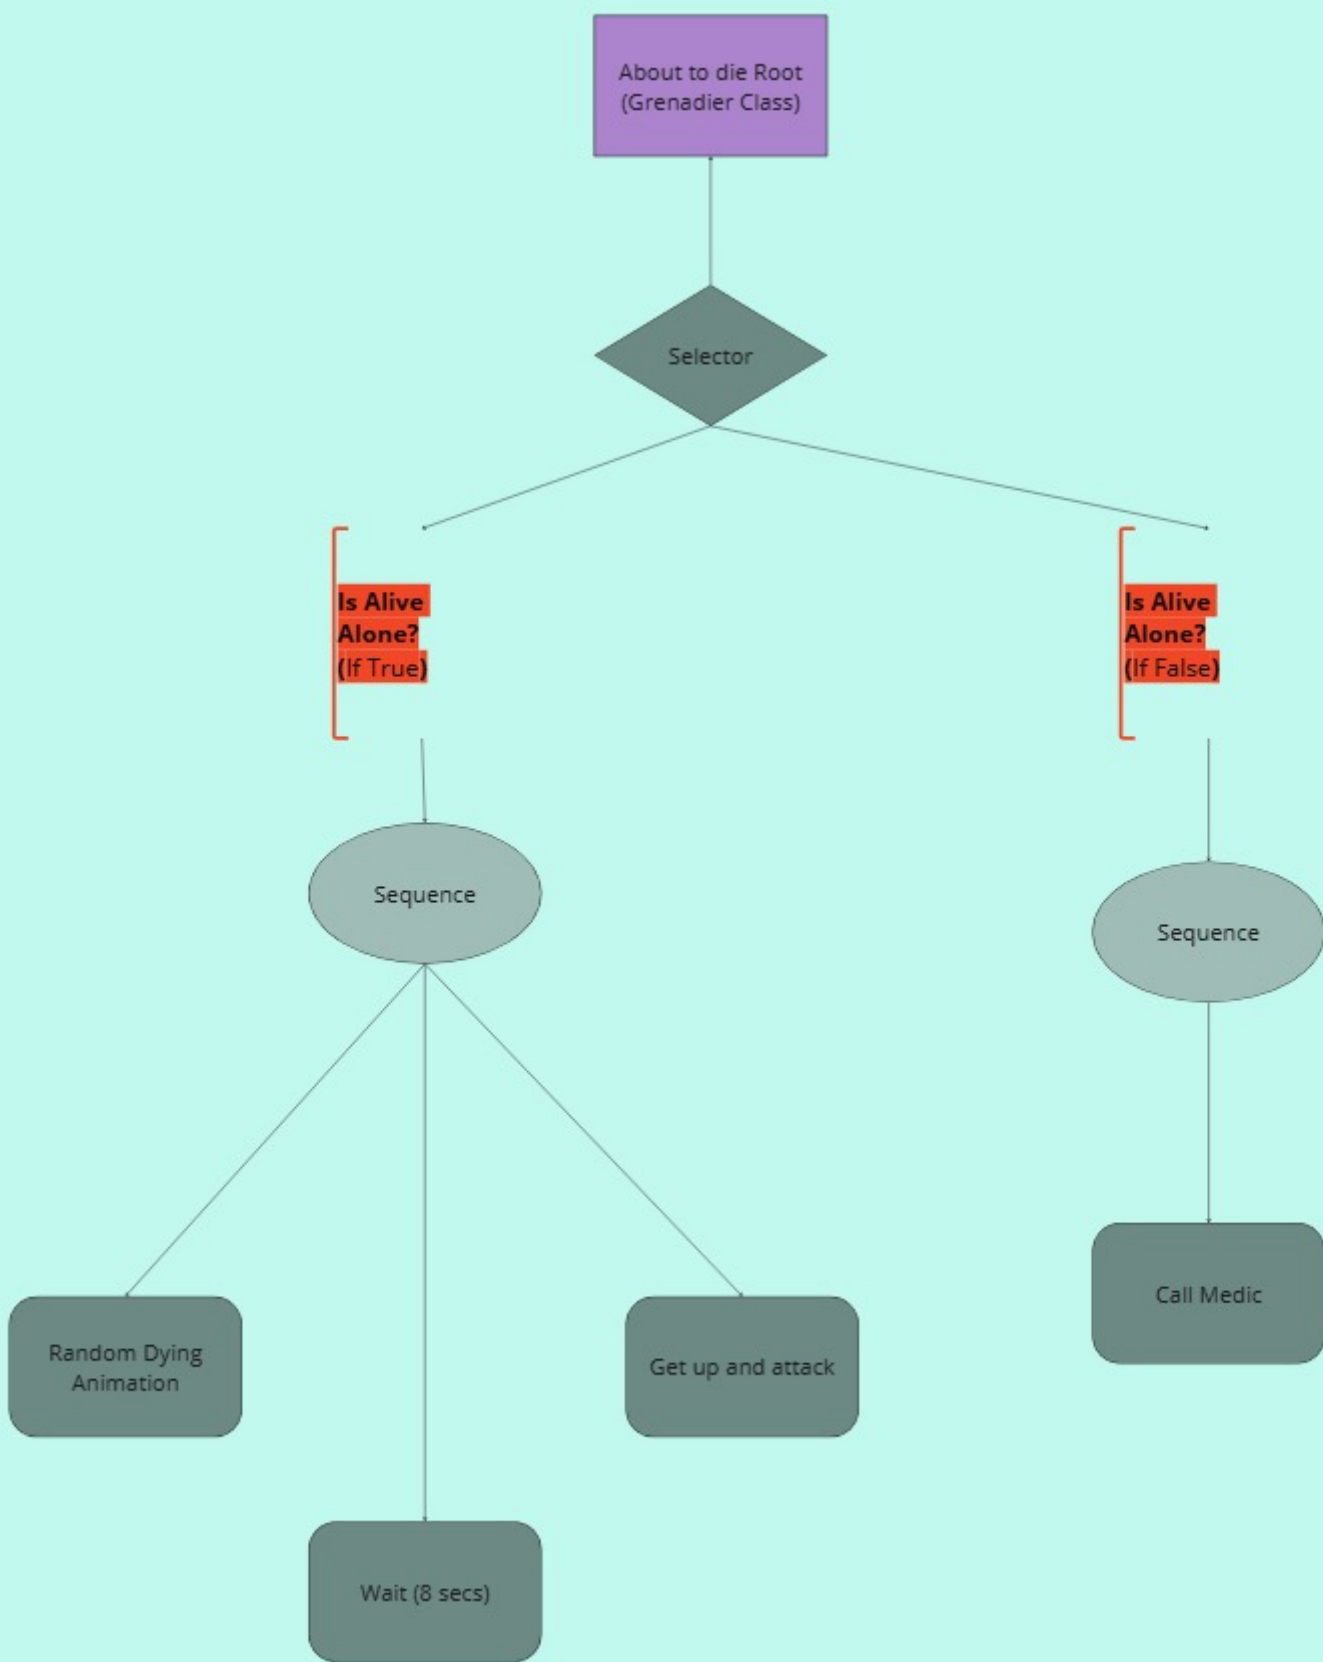 About to die Root
(Grenadier Class)
Selector
Is Alive
Alone?
(If True)
Is Alive
Alone?
(If False)
Sequence
Sequence
Call Medic
Random Dying
Animation
Get up and attack
Wait (8 secs)